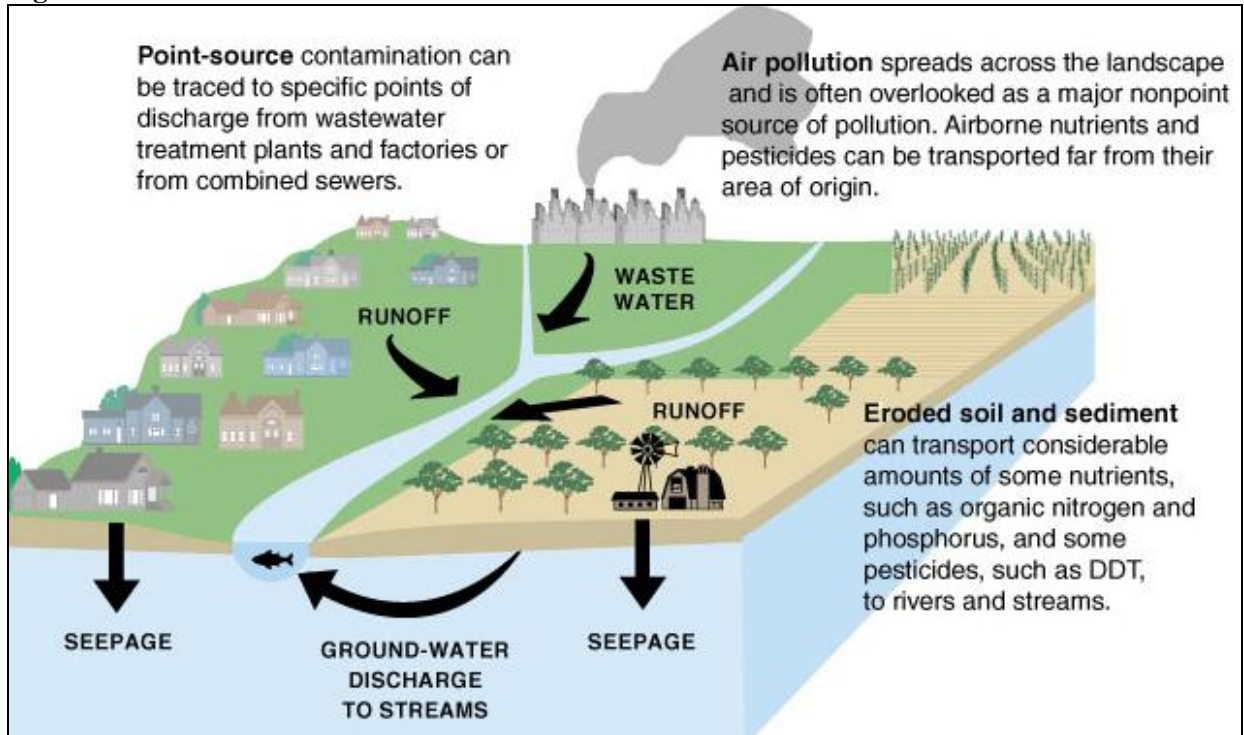 Point-source contamination can
be traced to specific points of
discharge from wastewater
treatment plants and factories or
from combined sewers.
Air pollution spreads across the landscape
and is often overlooked as a major nonpoint
source of pollution. Airborne nutrients and
pesticides can be transported far from their
area of origin.
WASTE
WATER
RUNOFF
RUNOFF
Eroded soil and sediment
can transport considerable
amounts of some nutrients,
such as organic nitrogen and
phosphorus, and some
pesticides, such as DDT,
to rivers and streams.
SEEPAGE
GROUND-WATER
DISCHARGE
TO STREAMS
SEEPAGE